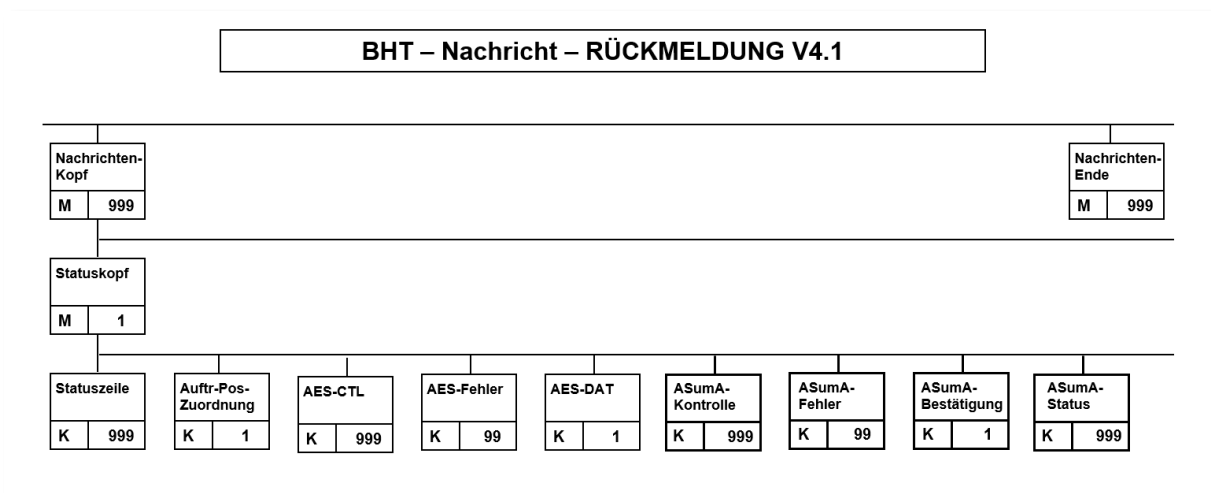 BHT – Nachricht – RÜCKMELDUNG V4.1
Nachrichten-
Kopf
M 999
Nachrichten-
Ende
M 999
Statuskopf
M 1
Statuszeile
K 999
Auftr-Pos-
Zuordnung
K 1
AES-CTL
K 999
AES-Fehler
K 99
AES-DAT
K 1
ASumA-
Kontrolle
K 999
ASumA-
Fehler
K 99
ASumA-
Bestätigung
K 1
ASumA-
Status
K 999